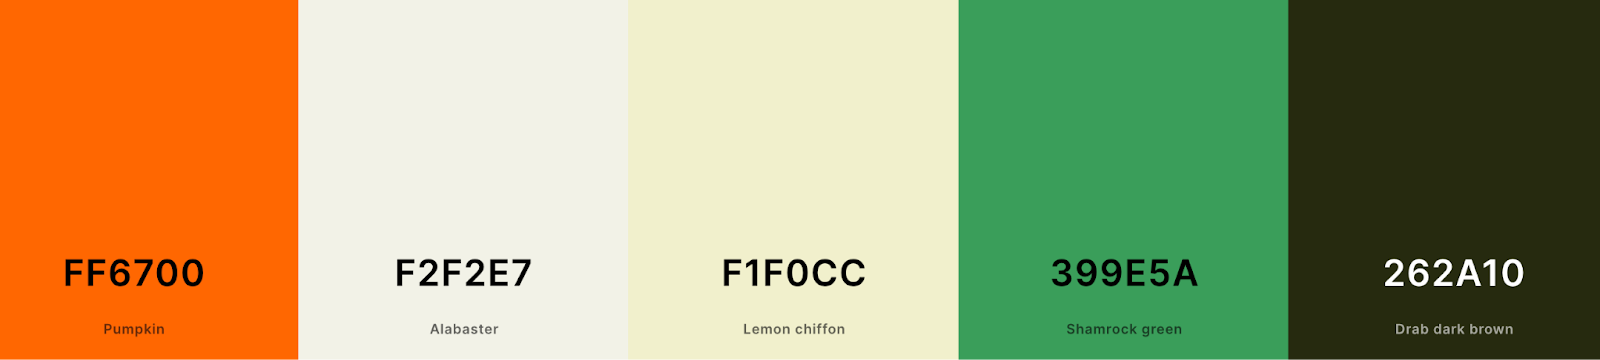 FF6700
Pumpkin
F2F2E7
Alabaster
F1F0CC
Lemon chiffon
399E5A
Shamrock green
262A10
Drab dark brown